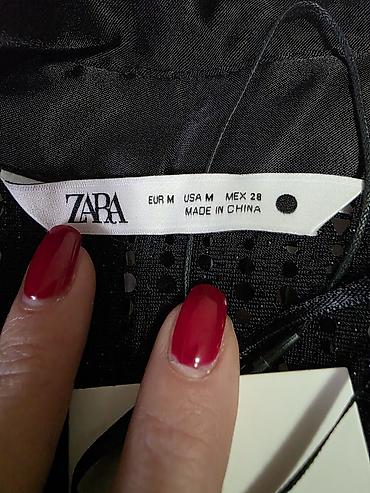 ZARA
EUR M USA M MEX 28
MADE IN CHINA